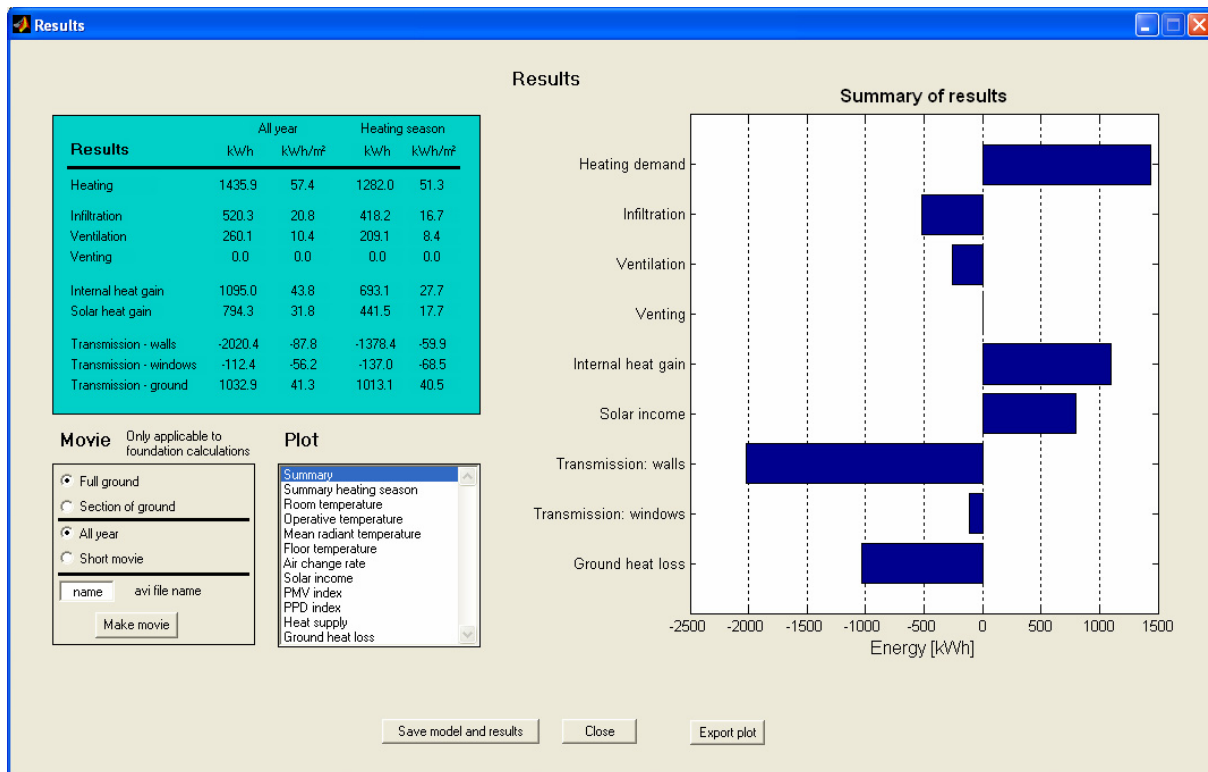 Results
Results
All year Heating season
Results kWh kWh/m² kWh kWh/m²
Heating 1435.9 57.4 1282.0 51.3
Infiltration 520.3 20.8 418.2 16.7
Ventilation 260.1 10.4 209.1 8.4
Venting 0.0 0.0 0.0 0.0
Internal heat gain 1095.0 43.8 693.1 27.7
Solar heat gain 794.3 31.8 441.5 17.7
Transmission - walls -2020.4 -87.8 -1378.4 -59.9
Transmission - windows -112.4 -56.2 -137.0 -68.5
Transmission - ground 1032.9 41.3 1013.1 40.5
Movie Only applicable to
foundation calculations
Full ground
Section of ground
All year
Short movie
name avi file name
Make movie
Plot
Summary
Summary heating season
Room temperature
Operative temperature
Mean radiant temperature
Floor temperature
Air change rate
Solar income
PMV index
PPD index
Heat supply
Ground heat loss
Summary of results
Heating demand
Infiltration
Ventilation
Venting
Internal heat gain
Solar income
Transmission: walls
Transmission: windows
Ground heat loss
-2500 -2000 -1500 -1000 -500 0 500 1000 1500
Energy [kWh]
Save model and results Close Export plot